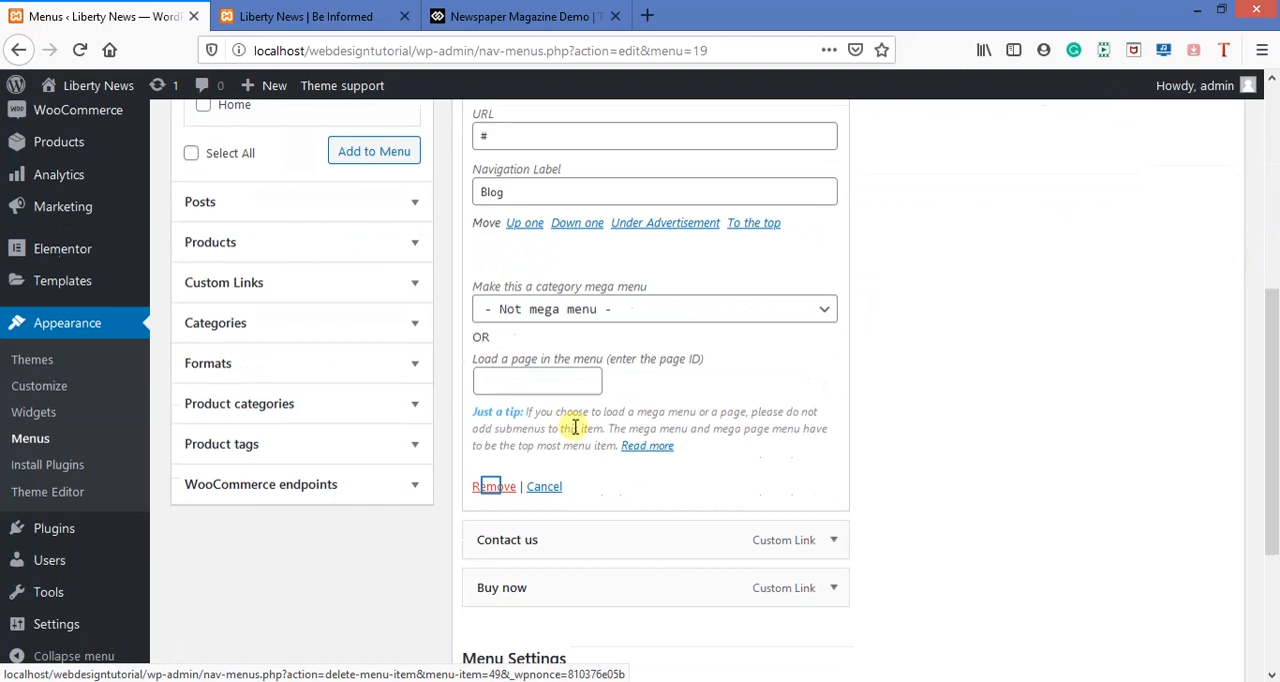 Menus ‹ Liberty News — WordP
Liberty News | Be Informed
Newspaper Magazine Demo | T
localhost/webdesigntutorial/wp-admin/nav-menus.php?action=edit&menu=19
Liberty News
1
0
New
Theme support
Howdy, admin
WooCommerce
Products
Analytics
Marketing
Elementor
Templates
Appearance
Themes
Customize
Widgets
Menus
Install Plugins
Theme Editor
Plugins
Users
Tools
Settings
Collapse menu
Home
Select All
Add to Menu
Posts
Products
Custom Links
Categories
Formats
Product categories
Product tags
WooCommerce endpoints
URL
#
Navigation Label
Blog
Move Up one Down one Under Advertisement To the top
Make this a category mega menu
- Not mega menu -
OR
Load a page in the menu (enter the page ID)
Just a tip: If you choose to load a mega menu or a page, please do not
add submenus to this item. The mega menu and mega page menu have
to be the top most menu item. Read more
Remove | Cancel
Contact us Custom Link
Buy now Custom Link
Menu Settings
localhost/webdesigntutorial/wp-admin/nav-menus.php?action=delete-menu-item&menu-item=49&_wpnonce=810376e05b